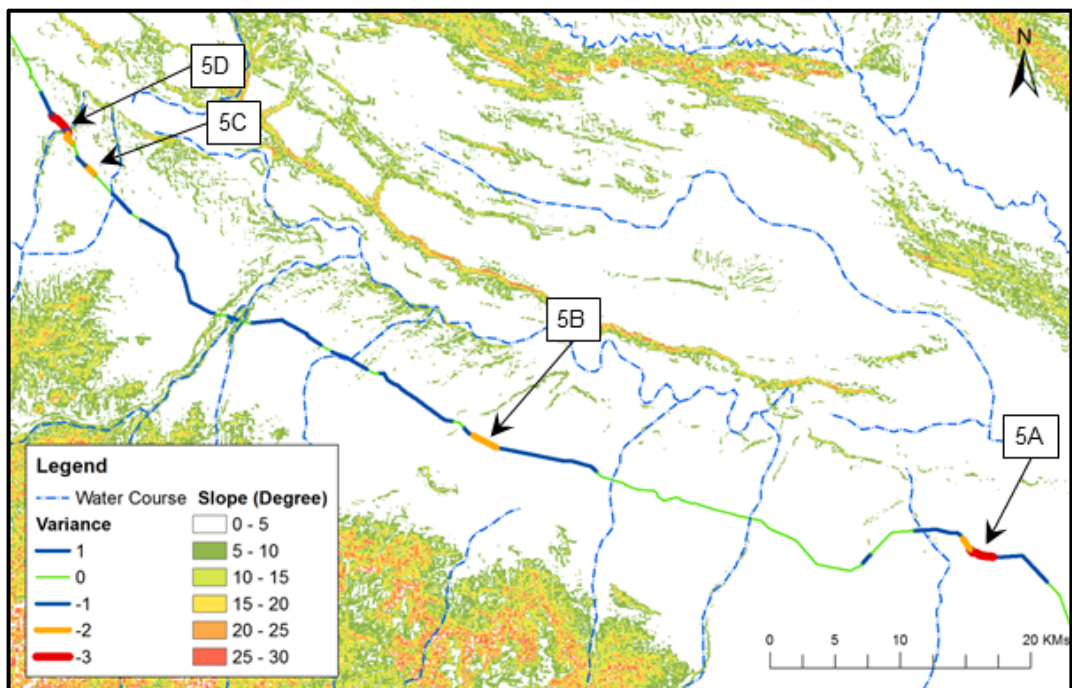 N
5D
5C
5B
5A
Legend
Water Course
Variance
1
0
-1
-2
-3
Slope (Degree)
0 - 5
5 - 10
10 - 15
15 - 20
20 - 25
25 - 30
0 5 10 20 KMs